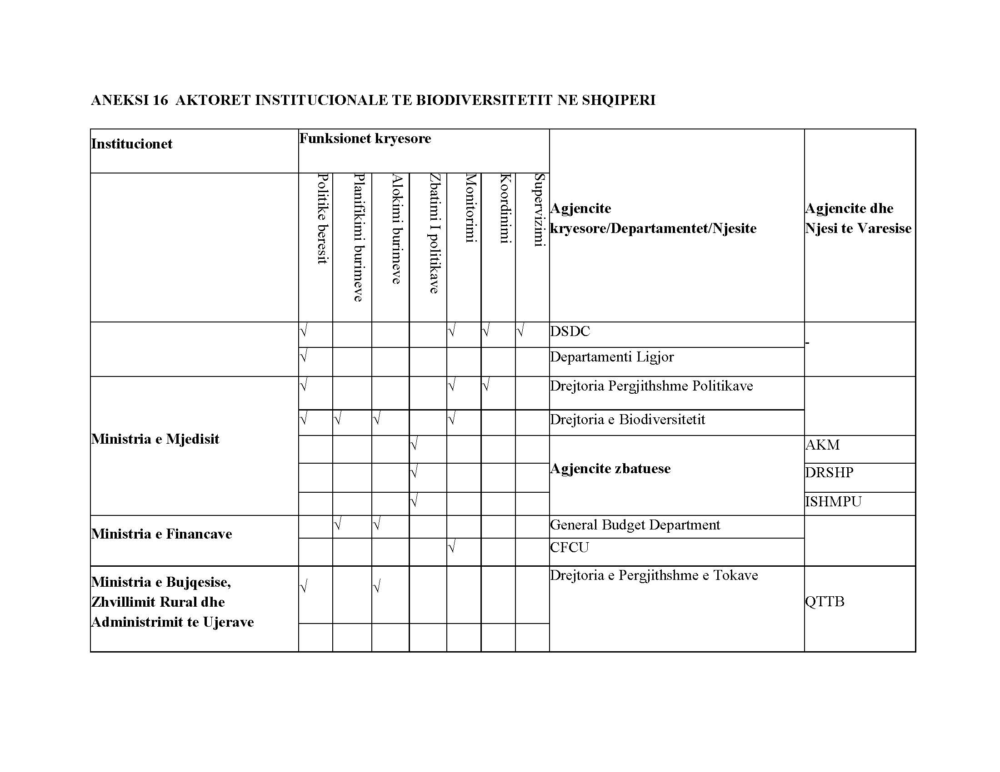 ANEKSI 16  AKTORET INSTITUCIONALE TE BIODIVERSITETIT NE SHQIPERI
Institucionet
Funksionet kryesore
Agjencite
kryesore/Departamentet/Njesite
Agjencite dhe
Njesi te Varesise
Politike beresit
Planifikimi burimeve
Alokimi burimeve
Zbatimi I politikave
Monitorimi
Koordinimi
Supervizimi
√ √ √ √ DSDC
-
√ Departamenti Ligjor
Ministria e Mjedisit
√ √ √ Drejtoria Pergjithshme Politikave
√ √ √ √ Drejtoria e Biodiversitetit
√ AKM
Agjencite zbatuese
√ DRSHP
√ ISHMPU
Ministria e Financave
√ √ General Budget Department
√ CFCU
Ministria e Bujqesise,
Zhvillimit Rural dhe
Administrimit te Ujerave
√ √ Drejtoria e Pergjithshme e Tokave
QTTB